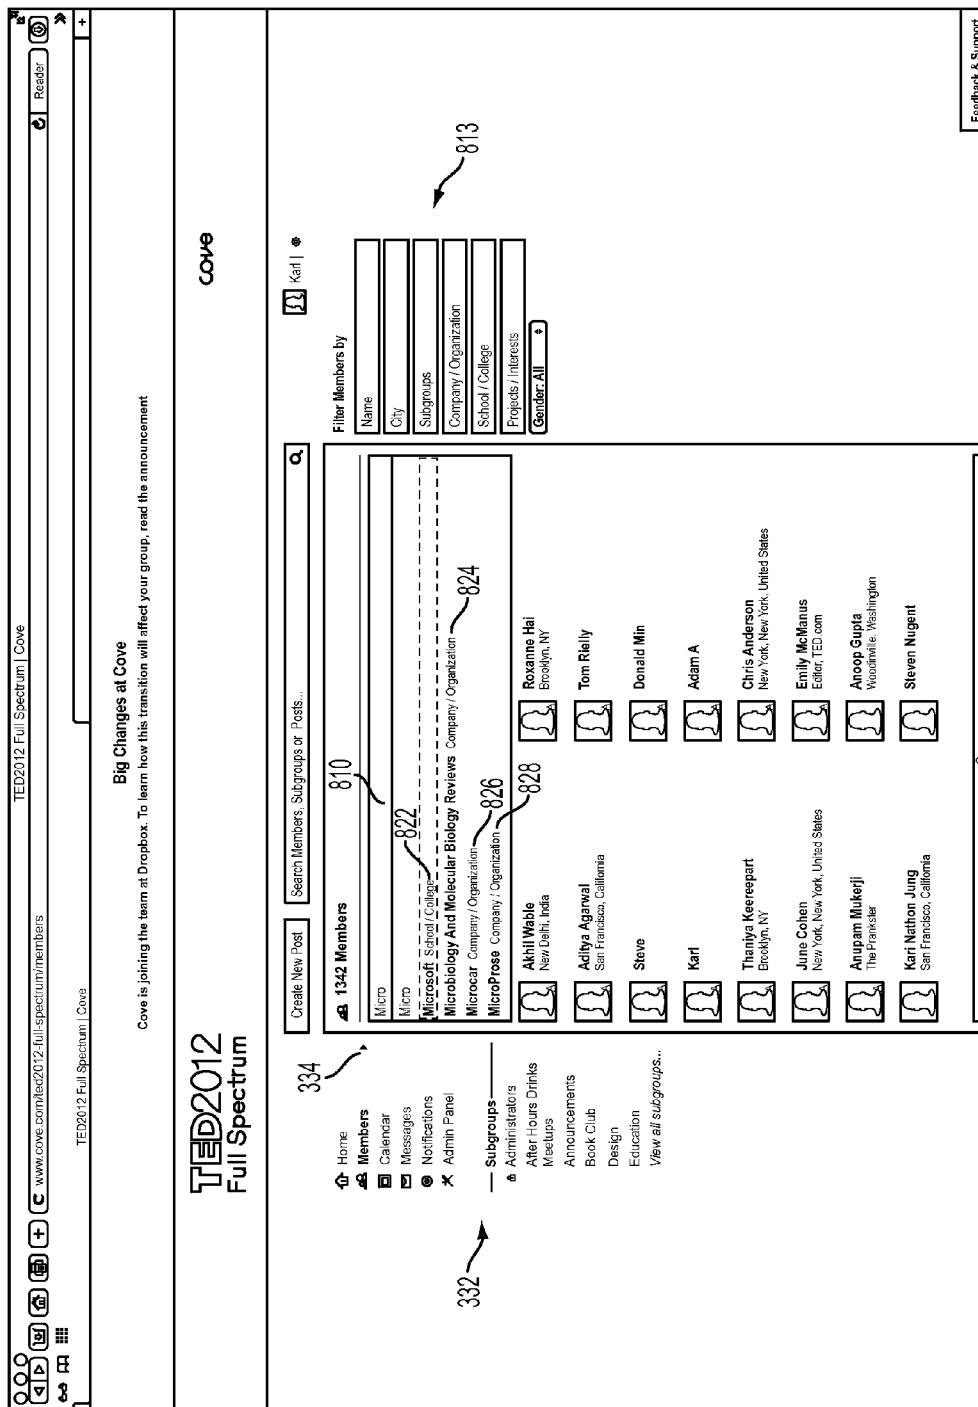 TED2012 Full Spectrum | Cove
www.cove.com/ted2012-full-spectrum/members
Reader
TED2012 Full Spectrum | Cove
+
Big Changes at Cove
Cove is joining the team at Dropbox. To learn how this transition will affect your group, read the announcement
TED2012
Full Spectrum
cove
334
Home
Members
Calendar
Messages
Notifications
Admin Panel
332
Subgroups
Administrators
After Hours Drinks
Meetups
Announcements
Book Club
Design
Education
View all subgroups...
Create New Post
Search Members, Subgroups or Posts...
Karl |
1342 Members
810
Micro
Micro
822
Microsoft School / College
Microbiology And Molecular Biology Reviews Company / Organization
824
Microcar Company / Organization
826
MicroProse Company / Organization
828
Akhil Wable
New Delhi, India
Roxanne Hai
Brooklyn, NY
Aditya Agarwal
San Francisco, California
Tom Rielly
Steve
Donald Min
Karl
Adam A
Thaniya Keereepart
Brooklyn, NY
Chris Anderson
New York, New York, United States
June Cohen
New York, New York, United States
Emily McManus
Editor, TED.com
Anupam Mukerji
The Prankster
Anoop Gupta
Woodinville, Washington
Kari Nathon Jung
San Francisco, California
Steven Nugent
Filter Members by
Name
City
Subgroups
Company / Organization
School / College
Projects / Interests
Gender: All
813
Feedback & Support